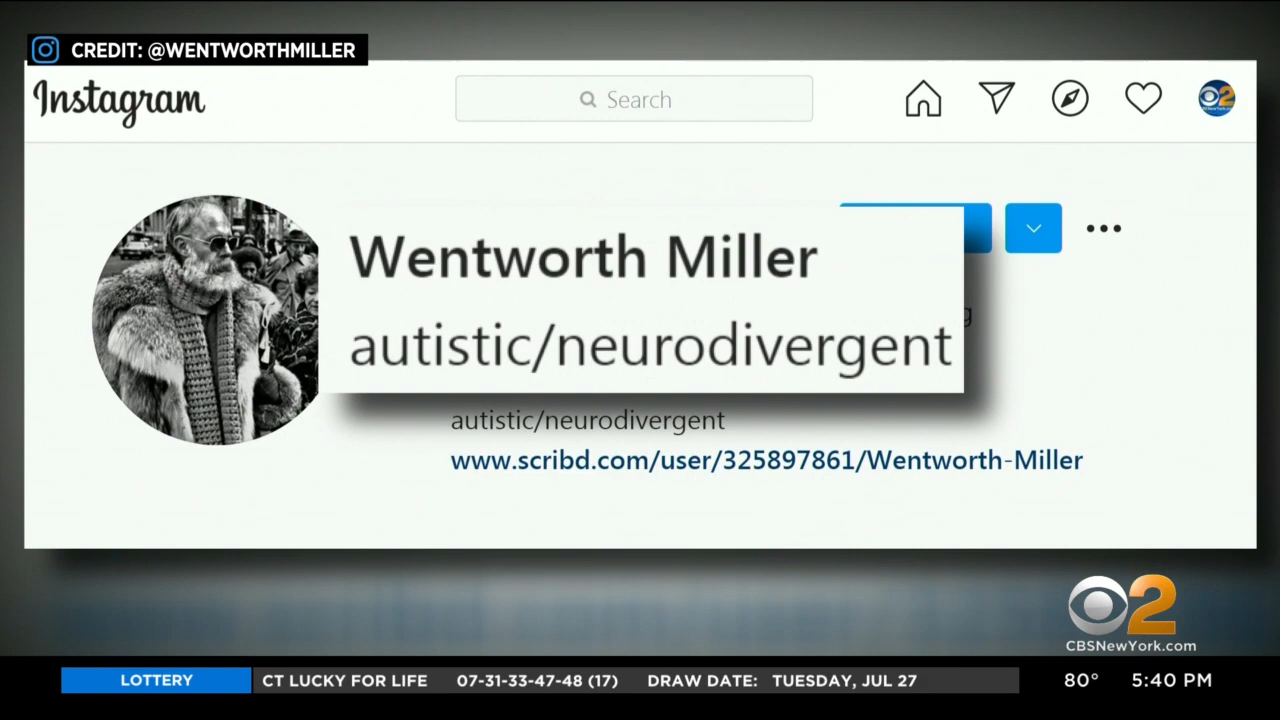 CREDIT: @WENTWORTHMILLER
Instagram
Search
2
Wentworth Miller
autistic/neurodivergent
g
autistic/neurodivergent
www.scribd.com/user/325897861/Wentworth-Miller
2
CBSNewYork.com
LOTTERY CT LUCKY FOR LIFE 07-31-33-47-48 (17) DRAW DATE: TUESDAY, JUL 27 80° 5:40 PM